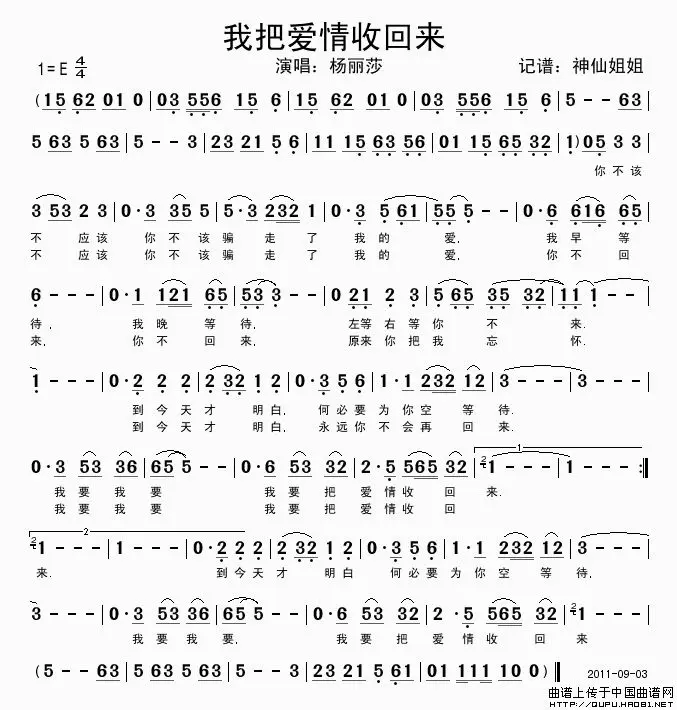 我把爱情收回来
1=E 4/4 演唱：杨丽莎 记谱：神仙姐姐
(15 62 01 0 | 03 556 15 6 | 15 62 01 02 | 03 556 15 6 | 5 - - 63 |
5 63 5 63 | 5 - - 3 | 23 21 5 6 | 11 15 63 56 | 01 15 65 32 | 1) 05 3 3 |
你不该
3 53 2 3 | 0· 3 35 5 | 5·3 232 1 | 0·3 5 61 | 55 5 - - | 0·6 616 65 |
不 应该 你不该骗 走 了 我的 爱， 我早 等
不 应该 你不该骗 走 了 我的 爱， 你不 回
6 - - - | 0·1 121 65 | 53 3 - - | 0 21 2 3 | 5 65 35 32 | 11 1 - - |
待， 我晚 等 待， 左等右等你 不 来.
来， 你不 回 来， 原来你把我 忘 怀.
1 - - - | 0·2 2 2 | 2 32 1 2 | 0·3 5 6 | 1·1 232 12 | 3 - - - | 3 - - - |
到今天才 明白，何必要为你空 等 待.
到今天才 明白，永远你不会再 回 来.
0·3 53 36 | 65 5 - - | 0·6 53 32 | 2·5 565 32 | 1. 2 1 - - - | 1 - - - :||
我要 我 要 我要 把 爱情收 回 来.
我要 我 要 我要 把 爱情收 回
2. 2 1 - - - | 1 - - - | 0·2 2 2 | 2 32 1 2 | 0·3 5 6 | 1·1 232 12 | 3 - - - |
来. 到今天才 明白 何必要为你空 等 待，
3 - - - | 0·3 53 36 | 65 5 - - | 0·6 53 32 | 2·5 565 32 | 2 1 - - - |
我要 我 要， 我要 把 爱情收 回 来
(5 - - 63 | 5 63 5 63 | 5 - - 3 | 23 21 5 61 | 01 111 10 0) || 2011-09-03
曲谱上传于中国曲谱网
HTTP://QUPU.HAO81.NET